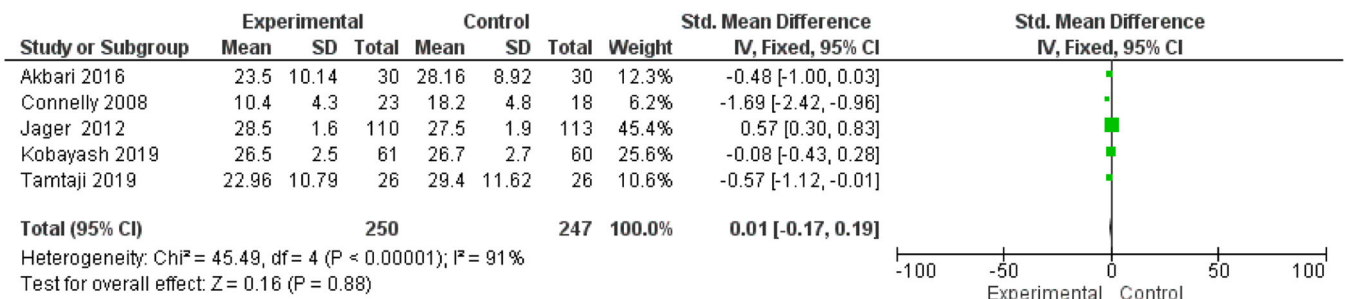 Experimental Control Std. Mean Difference Std. Mean Difference
Study or Subgroup Mean SD Total Mean SD Total Weight IV, Fixed, 95% CI IV, Fixed, 95% CI
Akbari 2016 23.5 10.14 30 28.16 8.92 30 12.3% -0.48 [-1.00, 0.03]
Connelly 2008 10.4 4.3 23 18.2 4.8 18 6.2% -1.69 [-2.42, -0.96]
Jager 2012 28.5 1.6 110 27.5 1.9 113 45.4% 0.57 [0.30, 0.83]
Kobayash 2019 26.5 2.5 61 26.7 2.7 60 25.6% -0.08 [-0.43, 0.28]
Tamtaji 2019 22.96 10.79 26 29.4 11.62 26 10.6% -0.57 [-1.12, -0.01]
Total (95% CI) 250 247 100.0% 0.01 [-0.17, 0.19]
Heterogeneity: Chi² = 45.49, df = 4 (P < 0.00001); I² = 91%
Test for overall effect: Z = 0.16 (P = 0.88)
-100 -50 0 50 100
Experimental Control